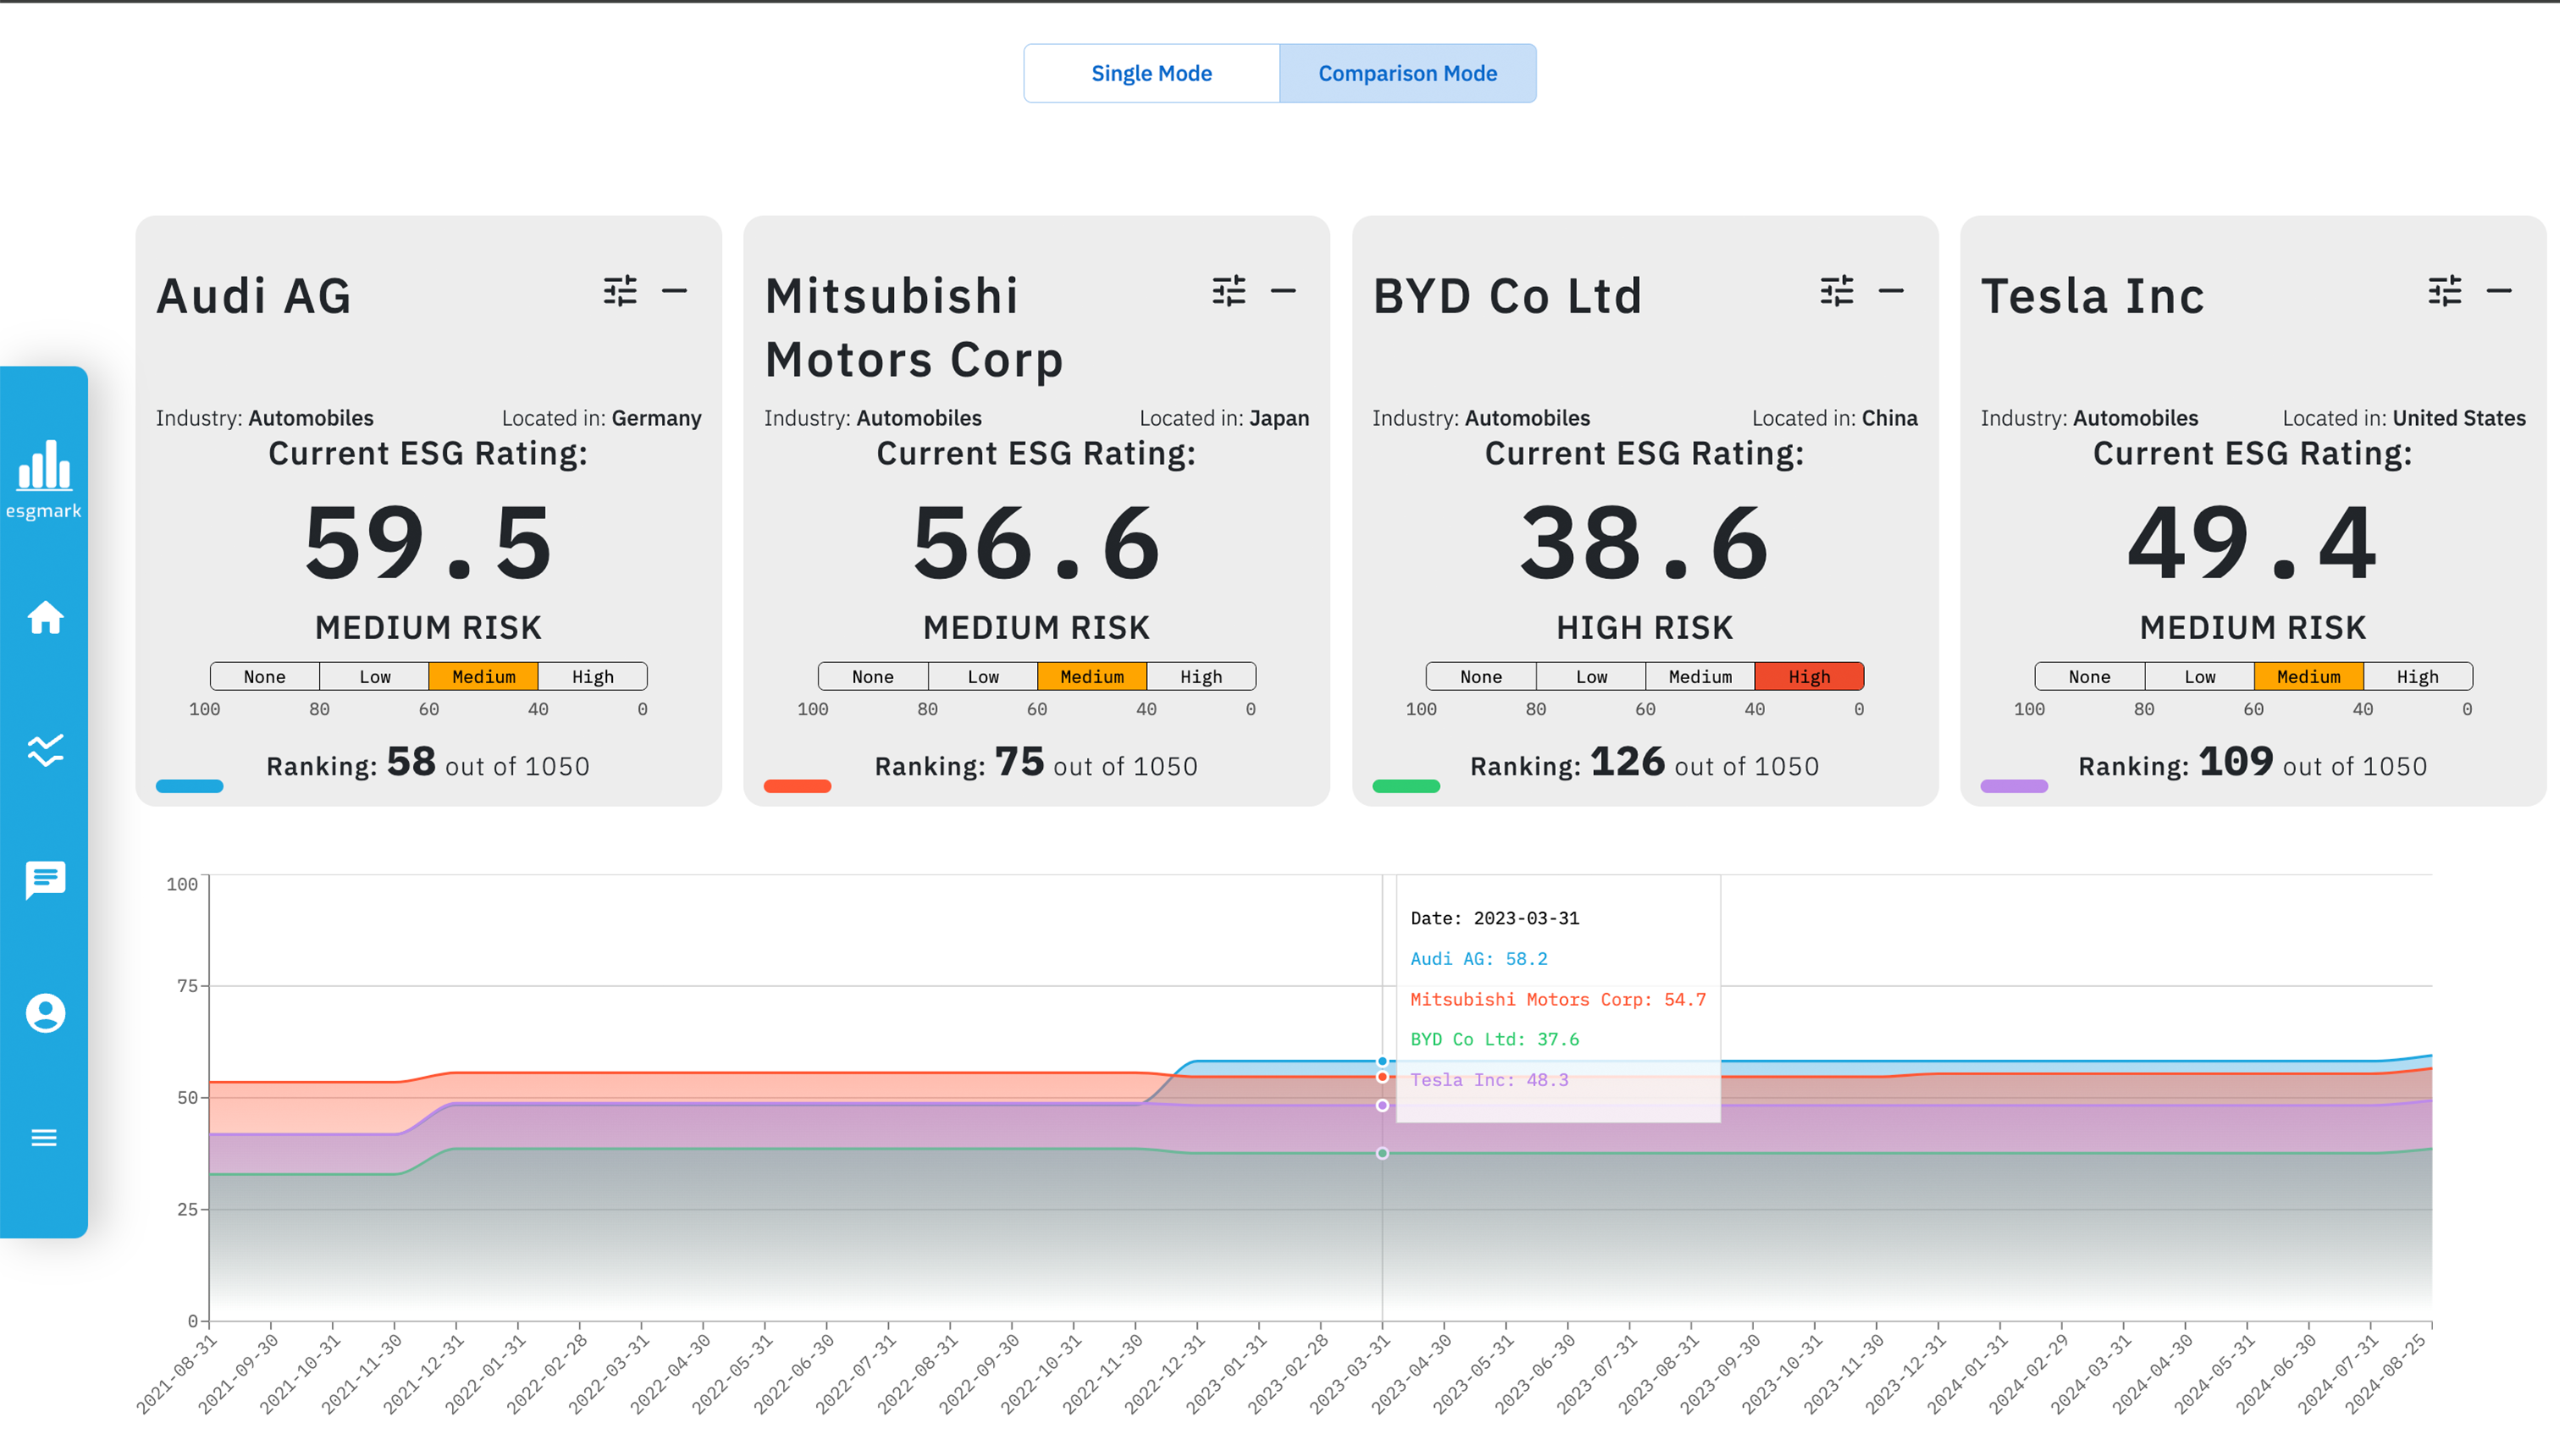 Single Mode
Comparison Mode
Audi AG
Industry: Automobiles
Located in: Germany
Current ESG Rating:
59.5
MEDIUM RISK
None Low Medium High
100 80 60 40 0
Ranking: 58 out of 1050
Mitsubishi
Motors Corp
Industry: Automobiles
Located in: Japan
Current ESG Rating:
56.6
MEDIUM RISK
None Low Medium High
100 80 60 40 0
Ranking: 75 out of 1050
BYD Co Ltd
Industry: Automobiles
Located in: China
Current ESG Rating:
38.6
HIGH RISK
None Low Medium High
100 80 60 40 0
Ranking: 126 out of 1050
Tesla Inc
Industry: Automobiles
Located in: United States
Current ESG Rating:
49.4
MEDIUM RISK
None Low Medium High
100 80 60 40 0
Ranking: 109 out of 1050
esgmark
100
75
50
25
0
Date: 2023-03-31
Audi AG: 58.2
Mitsubishi Motors Corp: 54.7
BYD Co Ltd: 37.6
Tesla Inc: 48.3
2021-08-31
2021-09-30
2021-10-31
2021-11-30
2021-12-31
2022-01-31
2022-02-28
2022-03-31
2022-04-30
2022-05-31
2022-06-30
2022-07-31
2022-08-31
2022-09-30
2022-10-31
2022-11-30
2022-12-31
2023-01-31
2023-02-28
2023-03-31
2023-04-30
2023-05-31
2023-06-30
2023-07-31
2023-08-31
2023-09-30
2023-10-31
2023-11-30
2023-12-31
2024-01-31
2024-02-29
2024-03-31
2024-04-30
2024-05-31
2024-06-30
2024-07-31
2024-08-25